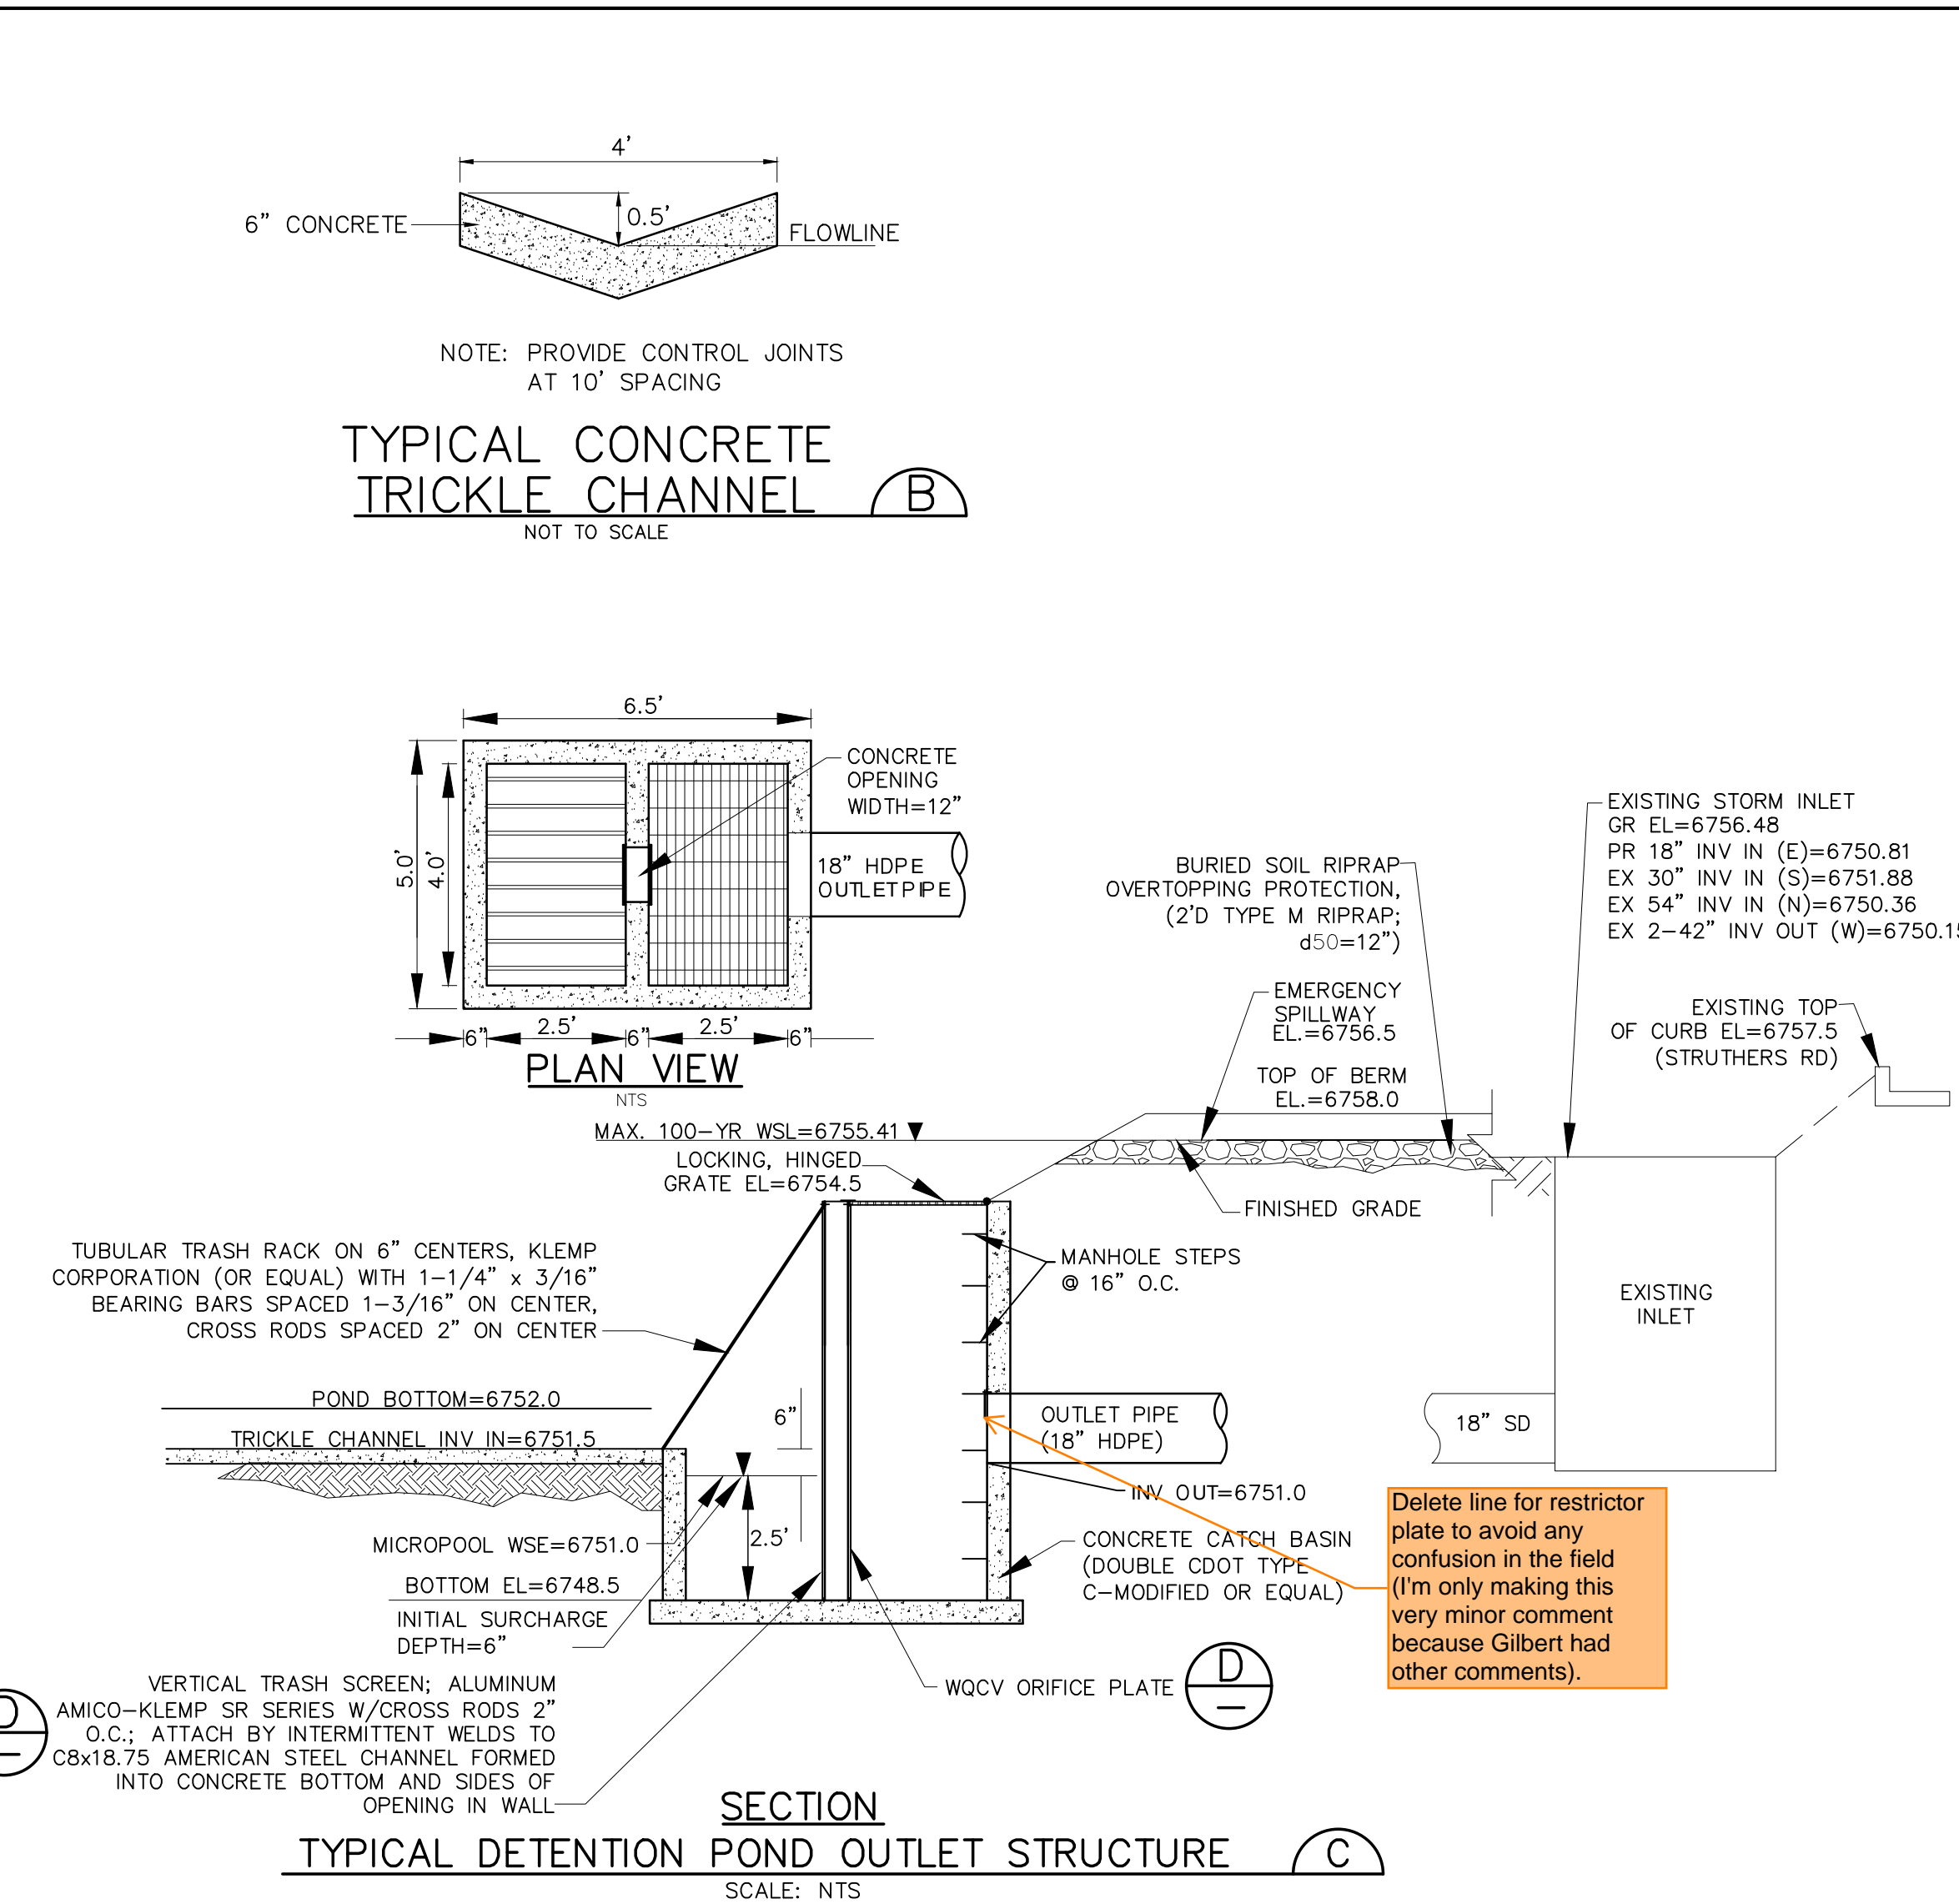 4'
0.5'
6" CONCRETE
FLOWLINE
NOTE: PROVIDE CONTROL JOINTS
AT 10' SPACING
TYPICAL CONCRETE
TRICKLE CHANNEL
B
NOT TO SCALE
6.5'
5.0'
4.0'
CONCRETE
OPENING
WIDTH=12"
18" HDPE
OUTLET PIPE
6"
2.5'
6"
2.5'
6"
PLAN VIEW
NTS
BURIED SOIL RIPRAP
OVERTOPPING PROTECTION,
(2'D TYPE M RIPRAP;
d50=12")
EXISTING STORM INLET
GR EL=6756.48
PR 18" INV IN (E)=6750.81
EX 30" INV IN (S)=6751.88
EX 54" INV IN (N)=6750.36
EX 2-42" INV OUT (W)=6750.15
EMERGENCY
SPILLWAY
EL.=6756.5
EXISTING TOP
OF CURB EL=6757.5
(STRUTHERS RD)
TOP OF BERM
EL.=6758.0
MAX. 100-YR WSL=6755.41
LOCKING, HINGED
GRATE EL=6754.5
FINISHED GRADE
TUBULAR TRASH RACK ON 6" CENTERS, KLEMP
CORPORATION (OR EQUAL) WITH 1-1/4" x 3/16"
BEARING BARS SPACED 1-3/16" ON CENTER,
CROSS RODS SPACED 2" ON CENTER
MANHOLE STEPS
@ 16" O.C.
EXISTING
INLET
POND BOTTOM=6752.0
6"
TRICKLE CHANNEL INV IN=6751.5
OUTLET PIPE
(18" HDPE)
18" SD
INV OUT=6751.0
MICROPOOL WSE=6751.0
2.5'
BOTTOM EL=6748.5
INITIAL SURCHARGE
DEPTH=6"
CONCRETE CATCH BASIN
(DOUBLE CDOT TYPE
C-MODIFIED OR EQUAL)
Delete line for restrictor
plate to avoid any
confusion in the field
(I'm only making this
very minor comment
because Gilbert had
other comments).
WQCV ORIFICE PLATE
D
-
D
-
VERTICAL TRASH SCREEN; ALUMINUM
AMICO-KLEMP SR SERIES W/CROSS RODS 2"
O.C.; ATTACH BY INTERMITTENT WELDS TO
C8x18.75 AMERICAN STEEL CHANNEL FORMED
INTO CONCRETE BOTTOM AND SIDES OF
OPENING IN WALL
SECTION
TYPICAL DETENTION POND OUTLET STRUCTURE
C
SCALE: NTS